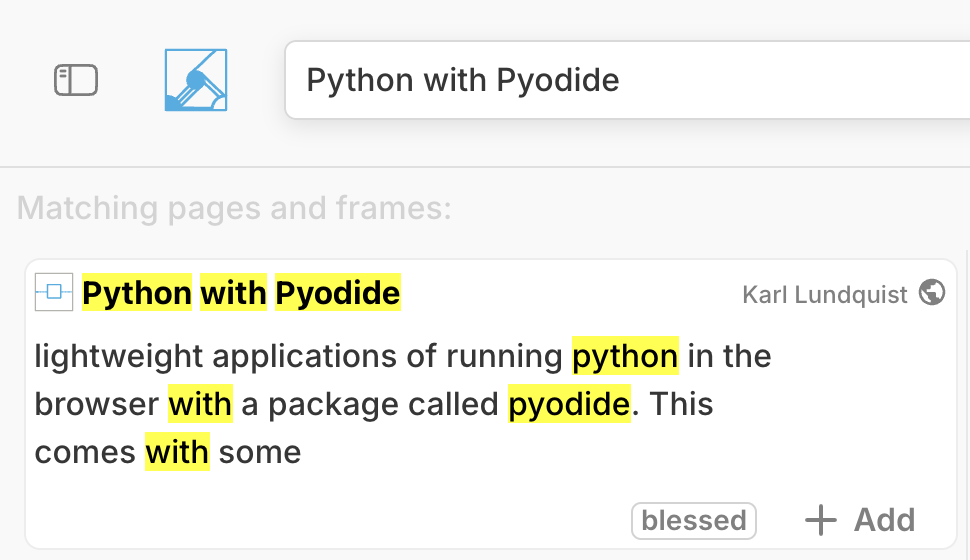 Python with Pyodide
Matching pages and frames:
Python with Pyodide
Karl Lundquist
lightweight applications of running python in the
browser with a package called pyodide. This
comes with some
blessed
Add